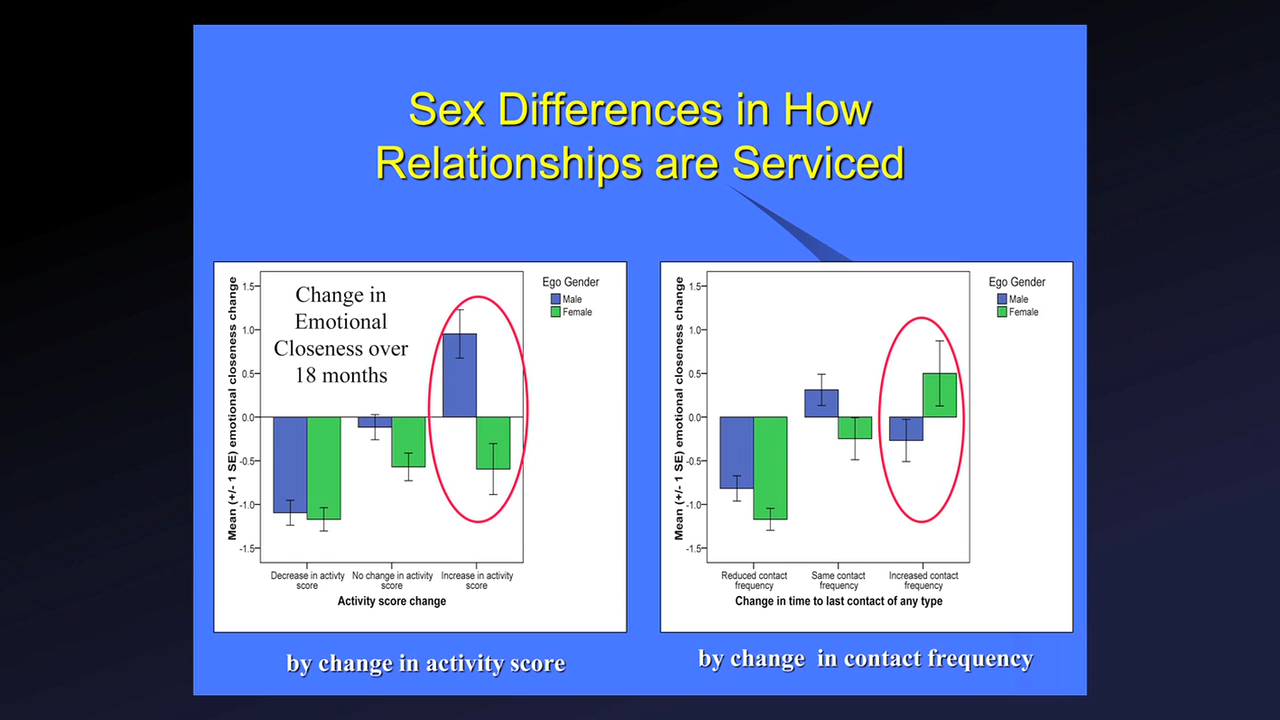 Sex Differences in How
Relationships are Serviced
Mean (+/- 1 SE) emotional closeness change
1.5
1.0
0.5
0.0
-0.5
-1.0
-1.5
Change in
Emotional
Closeness over
18 months
Ego Gender
Male
Female
Decrease in activty
score
No change in activity
score
Increase in activity
score
Activity score change
by change in activity score
Mean (+/- 1 SE) emotional closeness change
1.5
1.0
0.5
0.0
-0.5
-1.0
-1.5
Ego Gender
Male
Female
Reduced contact
frequency
Same contact
frequency
Increased contact
frequency
Change in time to last contact of any type
by change in contact frequency